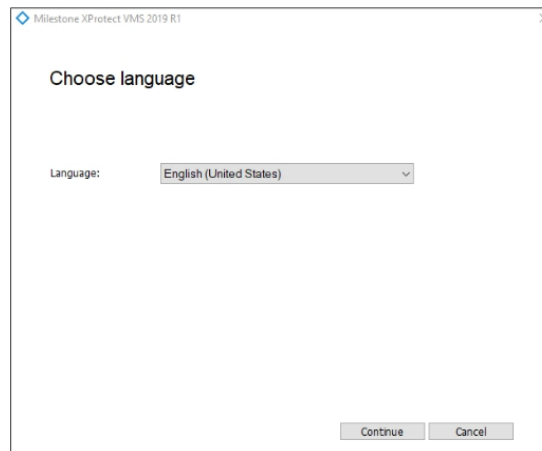 Milestone XProtect VMS 2019 R1
Choose language
Language: English (United States)
Continue Cancel